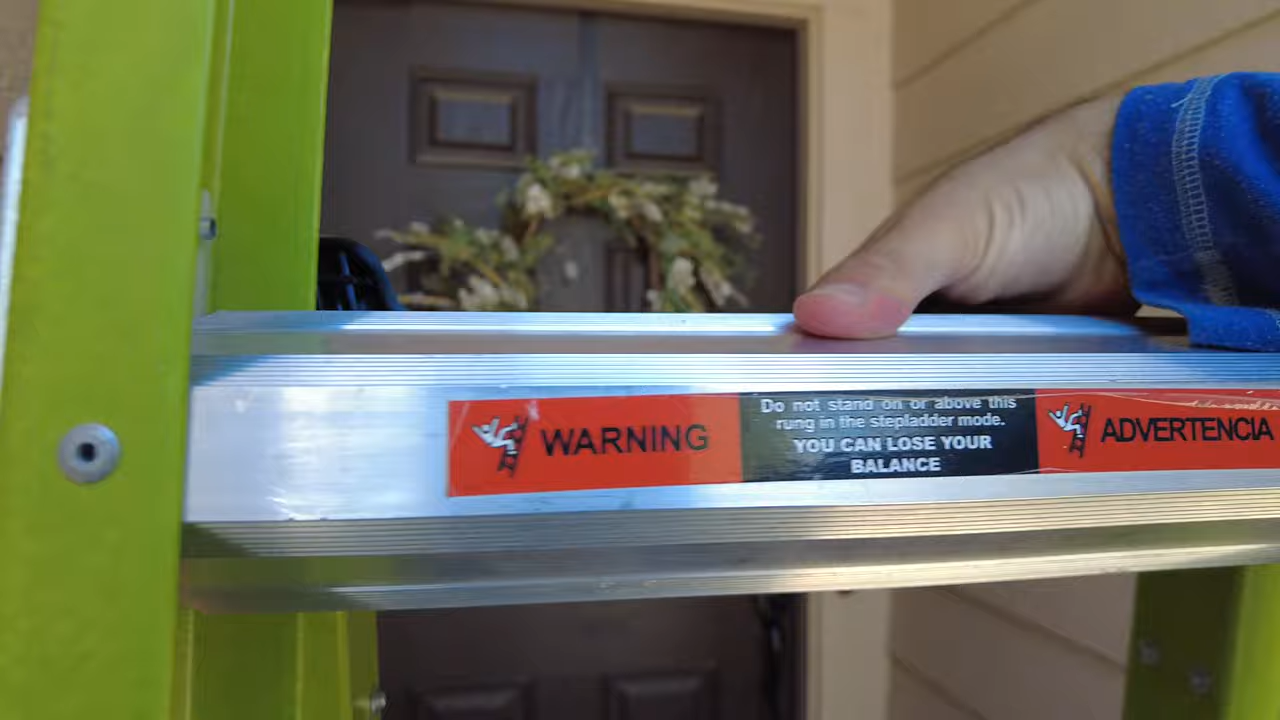 WARNING
Do not stand on or above this
rung in the stepladder mode.
YOU CAN LOSE YOUR
BALANCE
ADVERTENCIA